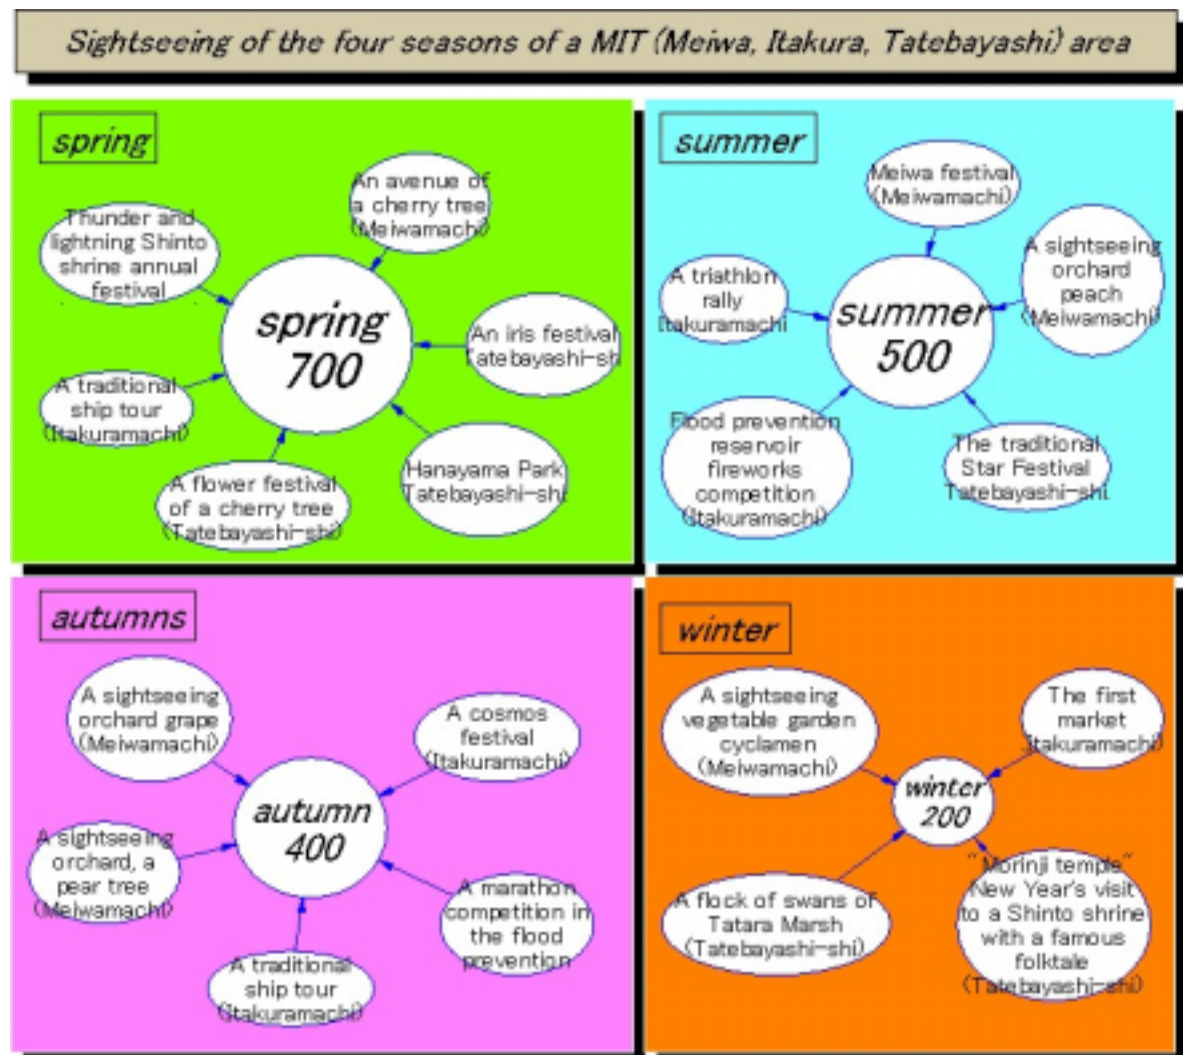 Sightseeing of the four seasons of a MIT (Meiwa, Itakura, Tatebayashi) area
spring
An avenue of
a cherry tree
(Meiwamachi)
Thunder and
lightning Shinto
shrine annual
festival
spring
700
An iris festival
Tatebayashi-sh
A traditional
ship tour
(Itakuramachi)
Hanayama Park
Tatebayashi-shi
A flower festival
of a cherry tree
(Tatebayashi-shi)
summer
Meiwa festival
(Meiwamachi)
A sightseeing
orchard
peach
(Meiwamachi)
A triathlon
rally
Itakuramachi
summer
500
Flood prevention
reservoir
fireworks
competition
(Itakuramachi)
The traditional
Star Festival
Tatebayashi-shi
autumns
A sightseeing
orchard grape
(Meiwamachi)
A cosmos
festival
(Itakuramachi)
autumn
400
A sightseeing
orchard, a
pear tree
(Meiwamachi)
A marathon
competition in
the flood
prevention
A traditional
ship tour
(Itakuramachi)
winter
A sightseeing
vegetable garden
cyclamen
(Meiwamachi)
The first
market
Itakuramachi)
winter
200
A flock of swans of
Tatara Marsh
(Tatebayashi-shi)
"Morinji temple"
New Year's visit
to a Shinto shrine
with a famous
folktale
(Tatebayashi-shi)